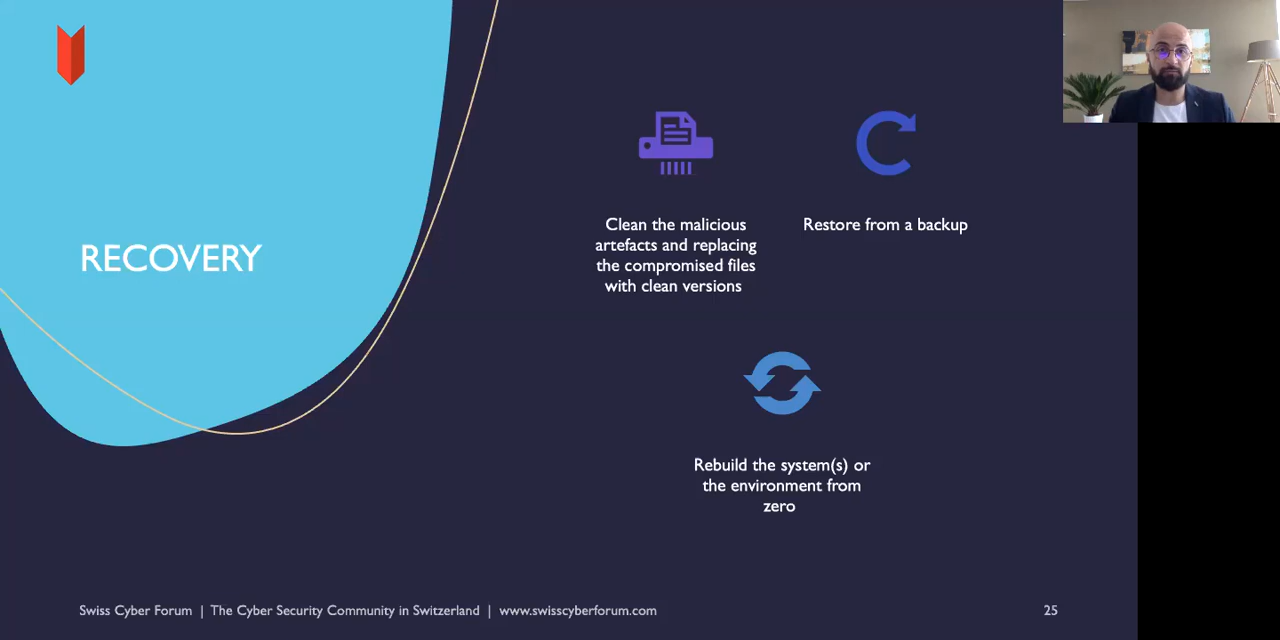 RECOVERY
Clean the malicious
artefacts and replacing
the compromised files
with clean versions
Restore from a backup
Rebuild the system(s) or
the environment from
zero
Swiss Cyber Forum | The Cyber Security Community in Switzerland | www.swisscyberforum.com
25